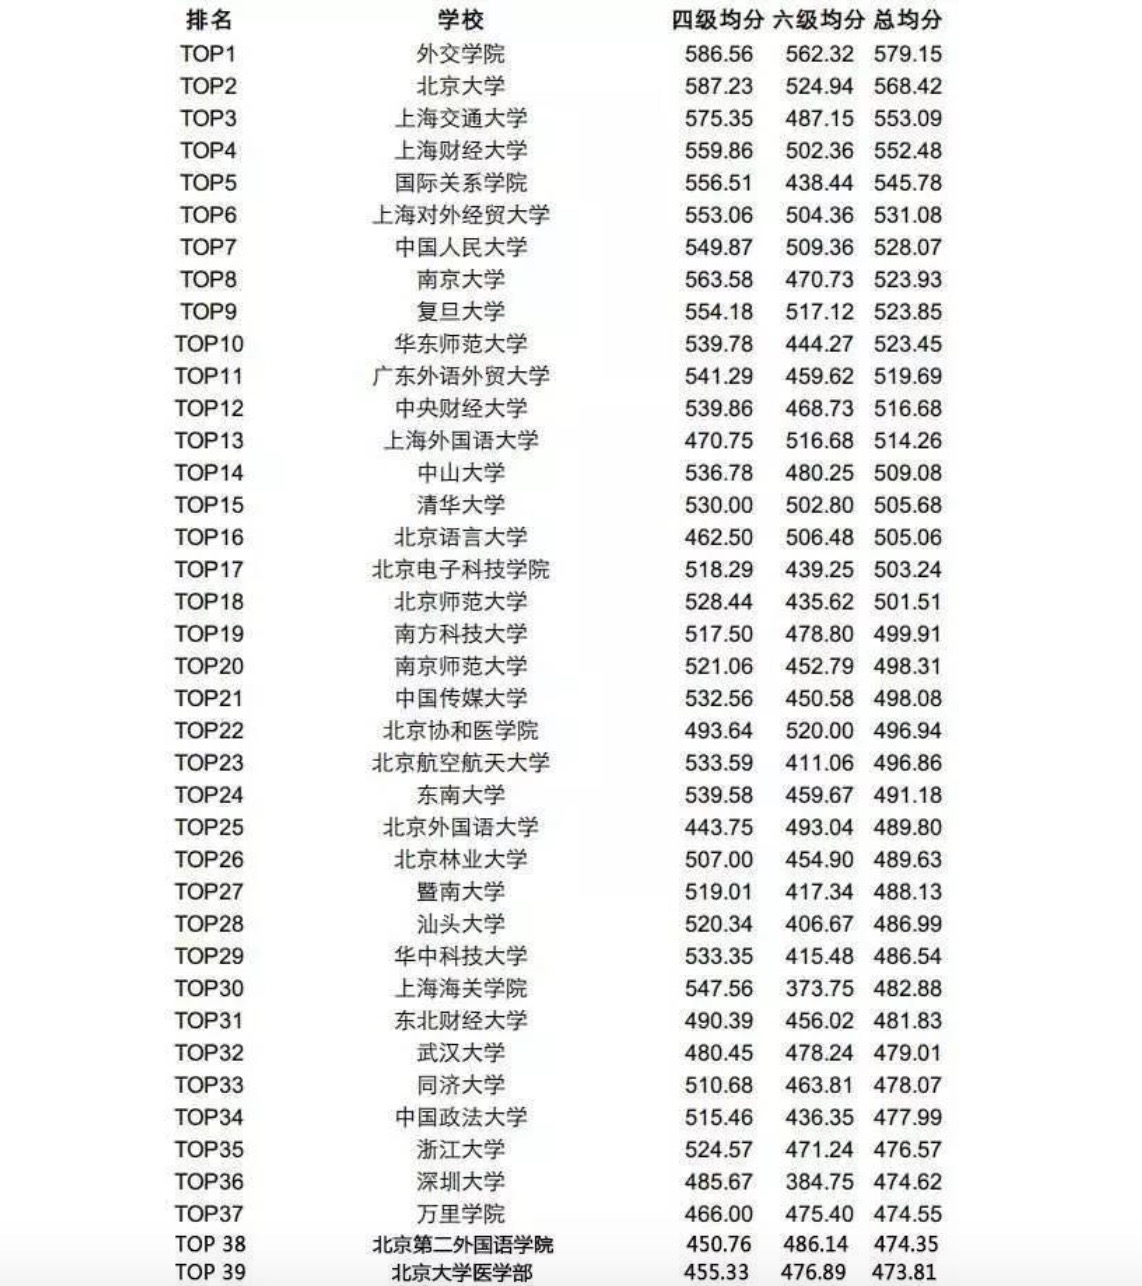 排名 学校 四级均分 六级均分 总均分
TOP1 外交学院 586.56 562.32 579.15
TOP2 北京大学 587.23 524.94 568.42
TOP3 上海交通大学 575.35 487.15 553.09
TOP4 上海财经大学 559.86 502.36 552.48
TOP5 国际关系学院 556.51 438.44 545.78
TOP6 上海对外经贸大学 553.06 504.36 531.08
TOP7 中国人民大学 549.87 509.36 528.07
TOP8 南京大学 563.58 470.73 523.93
TOP9 复旦大学 554.18 517.12 523.85
TOP10 华东师范大学 539.78 444.27 523.45
TOP11 广东外语外贸大学 541.29 459.62 519.69
TOP12 中央财经大学 539.86 468.73 516.68
TOP13 上海外国语大学 470.75 516.68 514.26
TOP14 中山大学 536.78 480.25 509.08
TOP15 清华大学 530.00 502.80 505.68
TOP16 北京语言大学 462.50 506.48 505.06
TOP17 北京电子科技学院 518.29 439.25 503.24
TOP18 北京师范大学 528.44 435.62 501.51
TOP19 南方科技大学 517.50 478.80 499.91
TOP20 南京师范大学 521.06 452.79 498.31
TOP21 中国传媒大学 532.56 450.58 498.08
TOP22 北京协和医学院 493.64 520.00 496.94
TOP23 北京航空航天大学 533.59 411.06 496.86
TOP24 东南大学 539.58 459.67 491.18
TOP25 北京外国语大学 443.75 493.04 489.80
TOP26 北京林业大学 507.00 454.90 489.63
TOP27 暨南大学 519.01 417.34 488.13
TOP28 汕头大学 520.34 406.67 486.99
TOP29 华中科技大学 533.35 415.48 486.54
TOP30 上海海关学院 547.56 373.75 482.88
TOP31 东北财经大学 490.39 456.02 481.83
TOP32 武汉大学 480.45 478.24 479.01
TOP33 同济大学 510.68 463.81 478.07
TOP34 中国政法大学 515.46 436.35 477.99
TOP35 浙江大学 524.57 471.24 476.57
TOP36 深圳大学 485.67 384.75 474.62
TOP37 万里学院 466.00 475.40 474.55
TOP 38 北京第二外国语学院 450.76 486.14 474.35
TOP 39 北京大学医学部 455.33 476.89 473.81